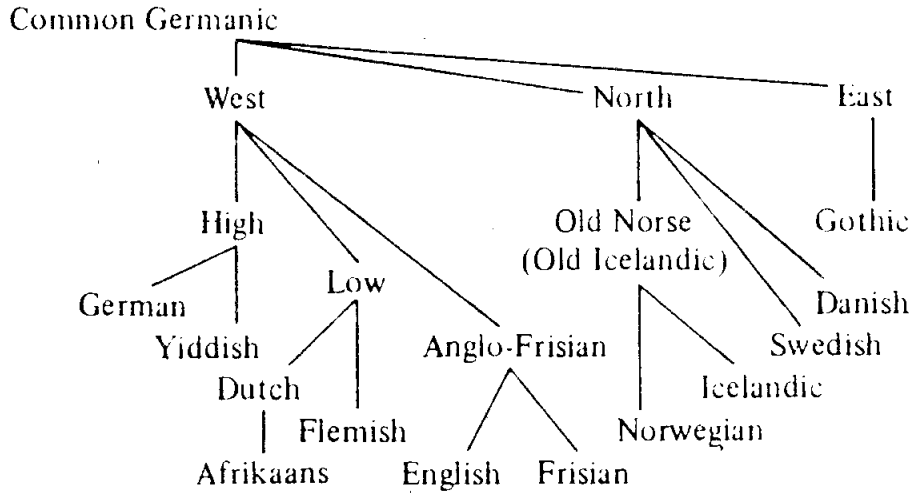 Common Germanic
West North East
High Old Norse Gothic
(Old Icelandic)
Low
German Danish
Yiddish Anglo-Frisian Swedish
Dutch Icelandic
Flemish Norwegian
Afrikaans English Frisian